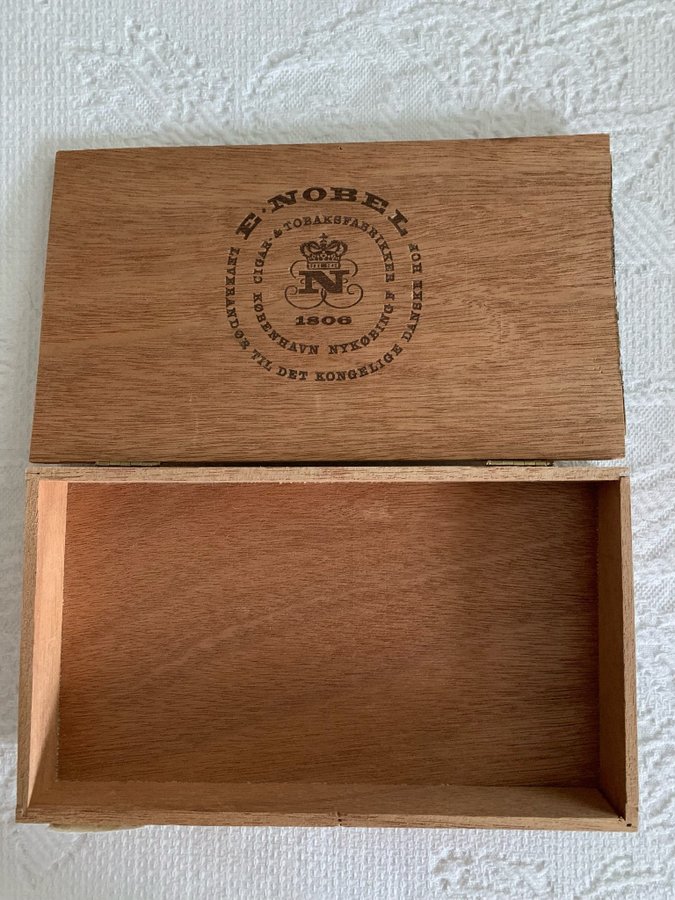 E·NOBEL
CIGAR- & TOBAKSFABRIKKER
N
1806
KØBENHAVN NYKØBING F
LEVERANDØR TIL DET KONGELIGE DANSKE HOF